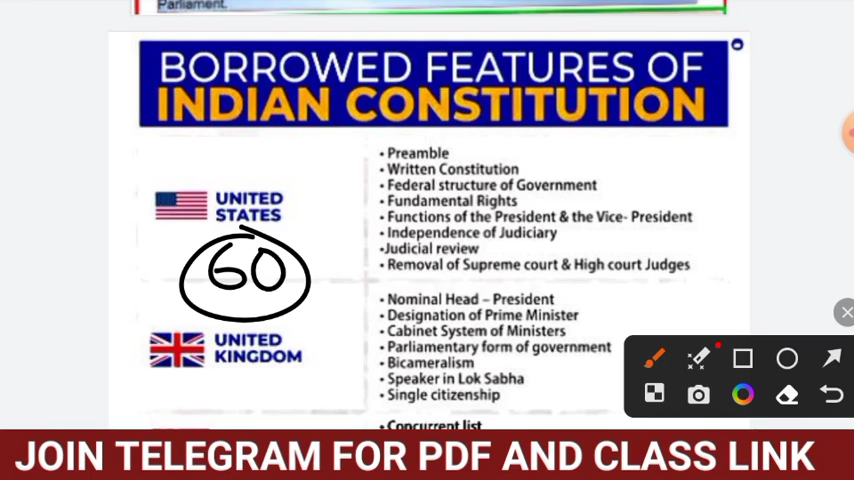 Parliament.
BORROWED FEATURES OF
INDIAN CONSTITUTION
UNITED
STATES
• Preamble
• Written Constitution
• Federal structure of Government
• Fundamental Rights
• Functions of the President & the Vice- President
• Independence of Judiciary
•Judicial review
• Removal of Supreme court & High court Judges
60
UNITED
KINGDOM
• Nominal Head – President
• Designation of Prime Minister
• Cabinet System of Ministers
• Parliamentary form of government
• Bicameralism
• Speaker in Lok Sabha
• Single citizenship
• Concurrent list
JOIN TELEGRAM FOR PDF AND CLASS LINK